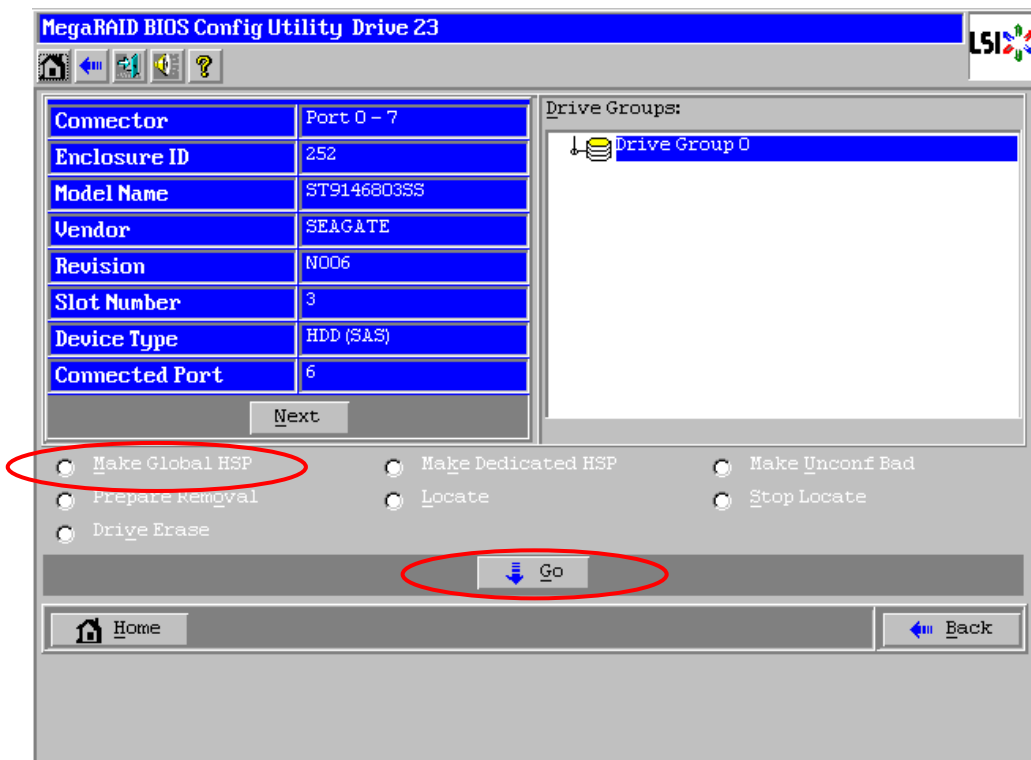 MegaRAID BIOS Config Utility Drive 23
LSI
Connector Port 0 - 7
Enclosure ID 252
Model Name ST9146803SS
Vendor SEAGATE
Revision N006
Slot Number 3
Device Type HDD (SAS)
Connected Port 6
Next
Drive Groups:
Drive Group 0
Make Global HSP Make Dedicated HSP Make Unconf Bad
Prepare Removal Locate Stop Locate
Drive Erase
Go
Home Back